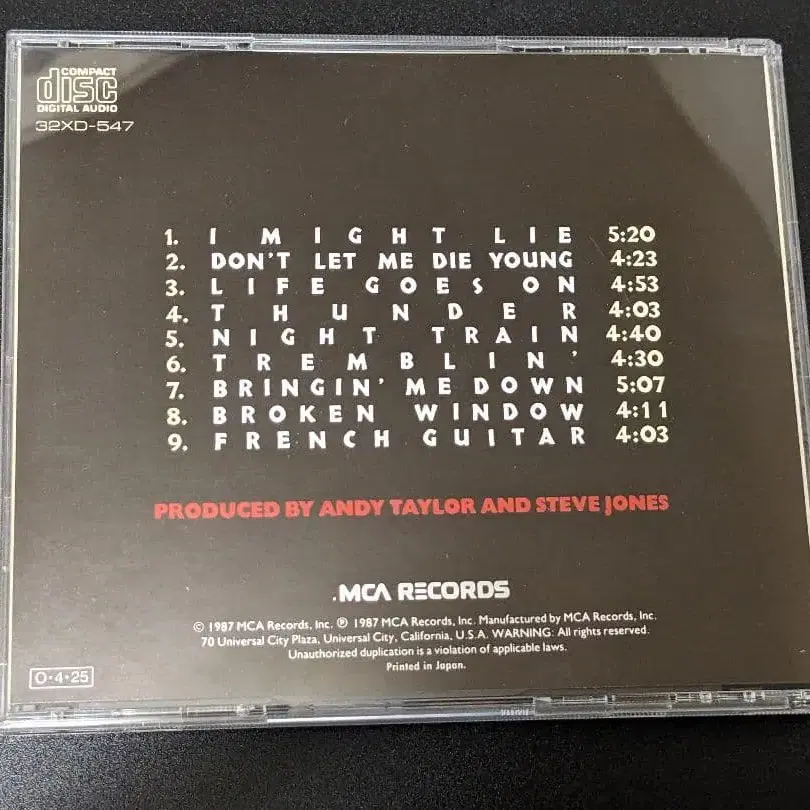 COMPACT
disc
DIGITAL AUDIO
32XD-547
1. I MIGHT LIE 5:20
2. DON'T LET ME DIE YOUNG 4:23
3. LIFE GOES ON 4:53
4. THUNDER 4:03
5. NIGHT TRAIN 4:40
6. TREMBLIN' 4:30
7. BRINGIN' ME DOWN 5:07
8. BROKEN WINDOW 4:11
9. FRENCH GUITAR 4:03
PRODUCED BY ANDY TAYLOR AND STEVE JONES
.MCA RECORDS
© 1987 MCA Records, Inc. ℗ 1987 MCA Records, Inc. Manufactured by MCA Records, Inc.
70 Universal City Plaza, Universal City, California, U.S.A. WARNING: All rights reserved.
Unauthorized duplication is a violation of applicable laws.
Printed in Japan.
O•4•25